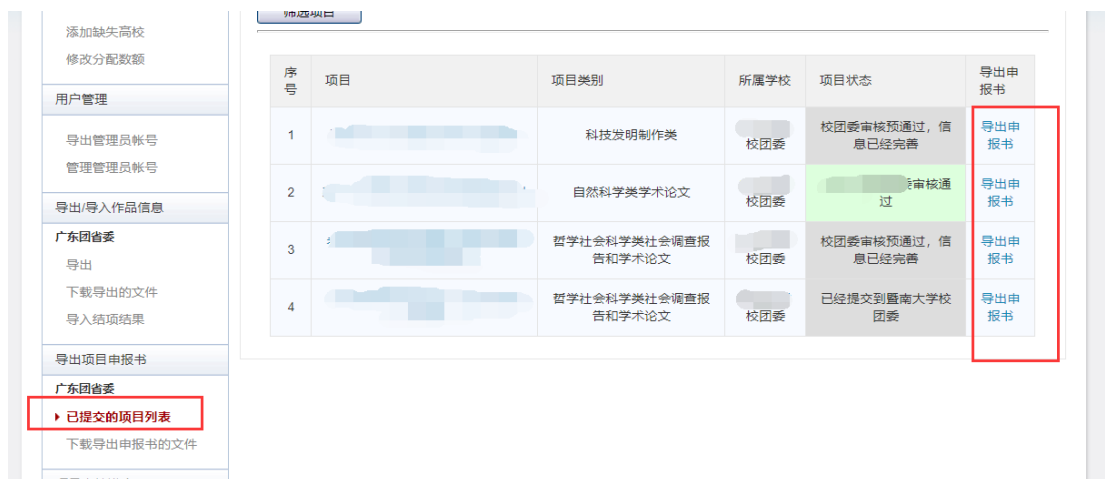 添加缺失高校
修改分配数额
用户管理
导出管理员帐号
管理管理员帐号
导出/导入作品信息
广东团省委
导出
下载导出的文件
导入结项结果
导出项目申报书
广东团省委
已提交的项目列表
下载导出申报书的文件
筛选项目
序号 项目 项目类别 所属学校 项目状态 导出申
报书
1 科技发明制作类 校团委 校团委审核预通过，信
息已经完善 导出申
报书
2 自然科学类学术论文 校团委 审核通
过 导出申
报书
3 哲学社会科学类社会调查报
告和学术论文 校团委 校团委审核预通过，信
息已经完善 导出申
报书
4 哲学社会科学类社会调查报
告和学术论文 校团委 已经提交到暨南大学校
团委 导出申
报书